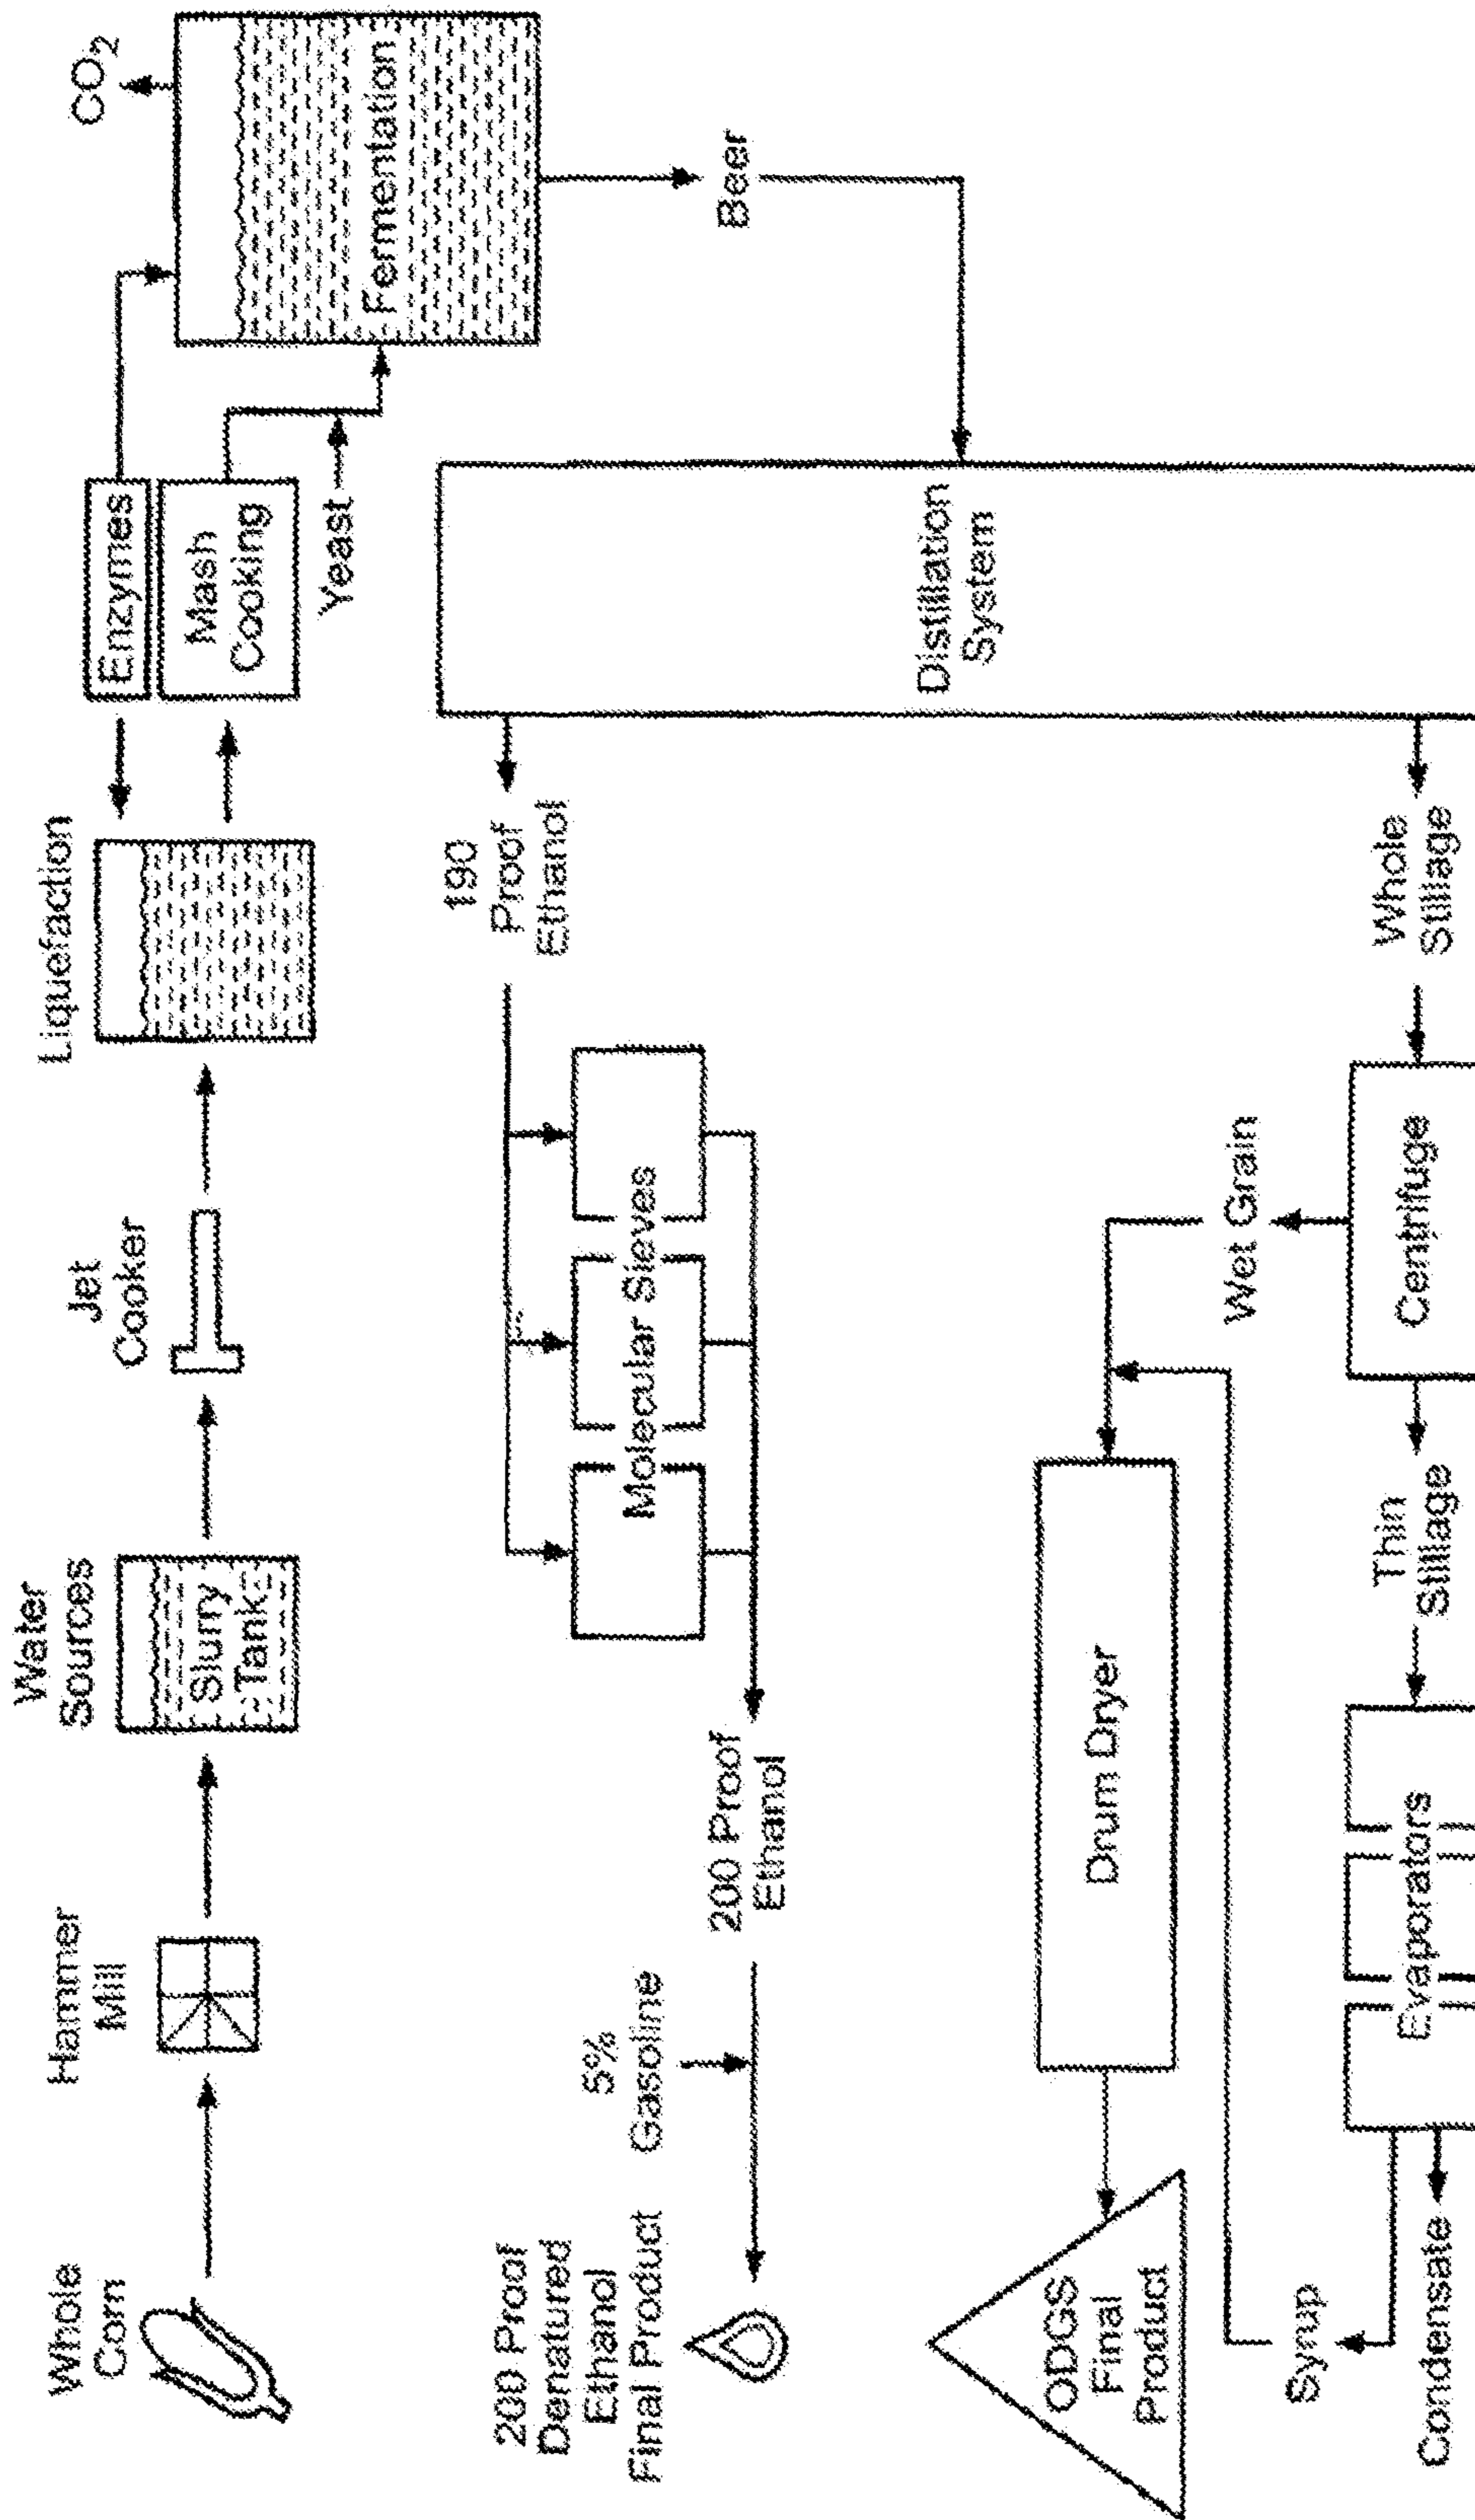 Whole
Corn
Hammer
Mill
Water
Sources
Slurry
Tank
Jet
Cooker
Liquefaction
Enzymes
Mash
Cooking
Yeast
CO2
Fermentation
Beer
Distillation
System
190
Proof
Ethanol
Molecular Sieves
200 Proof
Ethanol
5%
Gasoline
200 Proof
Denatured
Ethanol
Final Product
Whole
Stillage
Centrifuge
Wet Grain
Thin
Stillage
Evaporators
Syrup
Condensate
Drum Dryer
ODGS
Final
Product